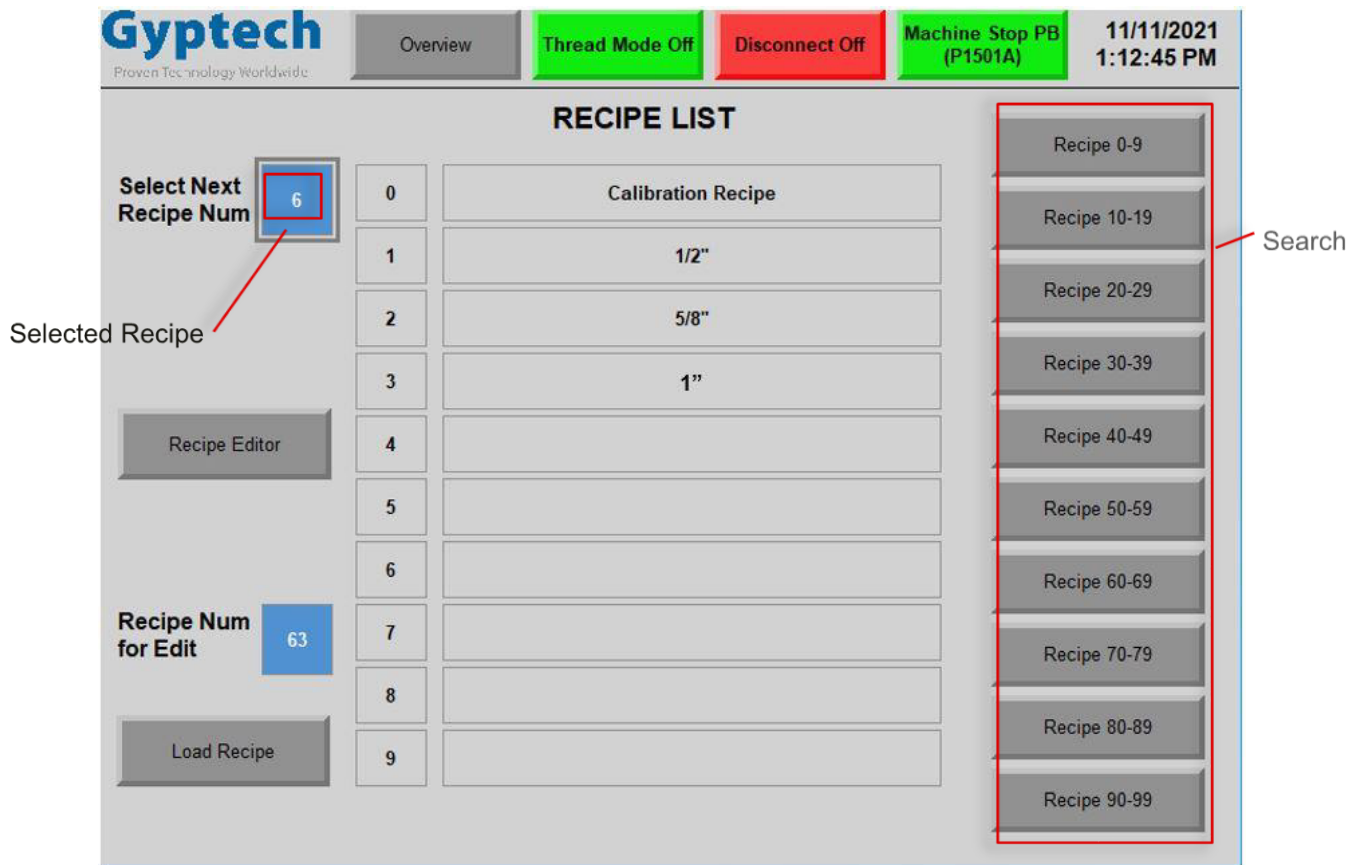 Gyptech
Proven Technology Worldwide
Overview
Thread Mode Off
Disconnect Off
Machine Stop PB
(P1501A)
11/11/2021
1:12:45 PM
RECIPE LIST
Select Next
Recipe Num
6
Selected Recipe
Recipe Editor
Recipe Num
for Edit
63
Load Recipe
0 Calibration Recipe
1 1/2"
2 5/8"
3 1”
4
5
6
7
8
9
Recipe 0-9
Recipe 10-19
Recipe 20-29
Recipe 30-39
Recipe 40-49
Recipe 50-59
Recipe 60-69
Recipe 70-79
Recipe 80-89
Recipe 90-99
Search